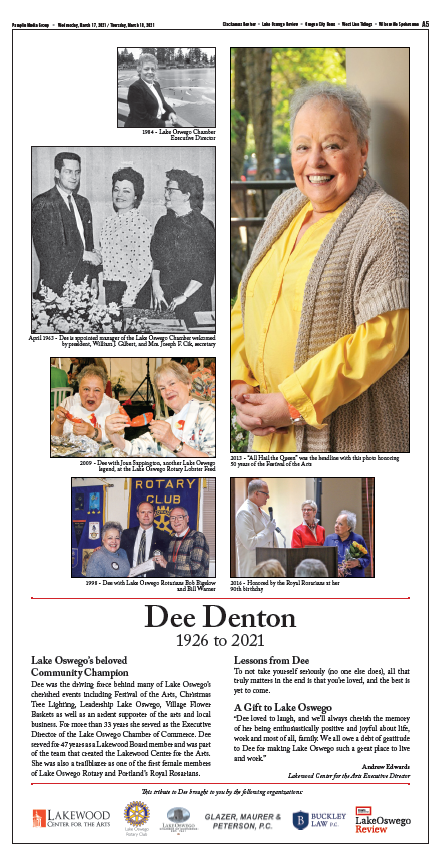 Pamplin Media Group • Wednesday, March 17, 2021 / Thursday, March 18, 2021
Clackamas Review • Lake Oswego Review • Oregon City News • West Linn Tidings • Wilsonville Spokesman A5
1984 - Lake Oswego Chamber
Executive Director
April 1963 - Dee is appointed manager of the Lake Oswego Chamber welcomed
by president, William J. Gilbert, and Mrs. Joseph F. Cik, secretary
2009 - Dee with Joan Sappington, another Lake Oswego
legend, at the Lake Oswego Rotary Lobster Feed
2013 - "All Hail the Queen" was the headline with this photo honoring
50 years of the Festival of the Arts
ROTARY
CLUB
1998 - Dee with Lake Oswego Rotarians Bob Bigelow
and Bill Warner
2016 - Honored by the Royal Rosarians at her
90th birthday
Dee Denton
1926 to 2021
Lake Oswego's beloved
Community Champion
Dee was the driving force behind many of Lake Oswego's
cherished events including Festival of the Arts, Christmas
Tree Lighting, Leadership Lake Oswego, Village Flower
Baskets as well as an ardent supporter of the arts and local
business. For more than 33 years she served as the Executive
Director of the Lake Oswego Chamber of Commerce. Dee
served for 47 years as a Lakewood Board member and was part
of the team that created the Lakewood Center for the Arts.
She was also a trailblazer as one of the first female members
of Lake Oswego Rotary and Portland's Royal Rosarians.
Lessons from Dee
To not take yourself seriously (no one else does), all that
truly matters in the end is that you've loved, and the best is
yet to come.
A Gift to Lake Oswego
"Dee loved to laugh, and we'll always cherish the memory
of her being enthusiastically positive and joyful about life,
work and most of all, family. We all owe a debt of gratitude
to Dee for making Lake Oswego such a great place to live
and work."
Andrew Edwards
Lakewood Center for the Arts Executive Director
This tribute to Dee brought to you by the following organizations:
LAKEWOOD
CENTER FOR THE ARTS
Lake Oswego
Rotary Club
LAKE OSWEGO
GLAZER, MAURER &
PETERSON, P.C.
B
BUCKLEY
LAW P.C.
LakeOswego
Review